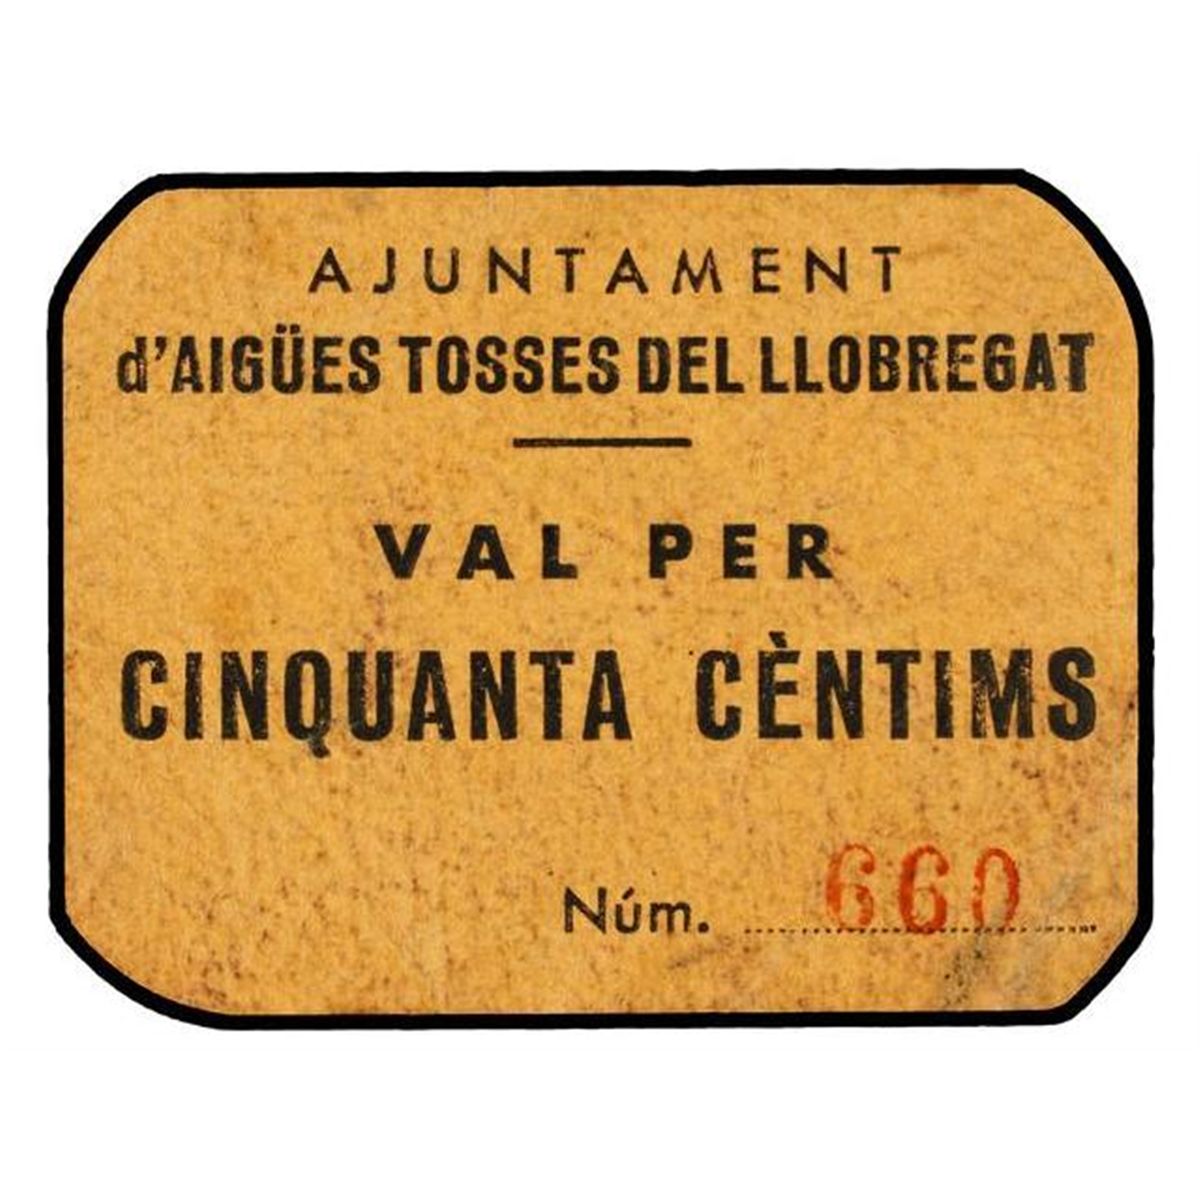 AJUNTAMENT
d'AIGÜES TOSSES DEL LLOBREGAT
VAL PER
CINQUANTA CÈNTIMS
Núm. 660